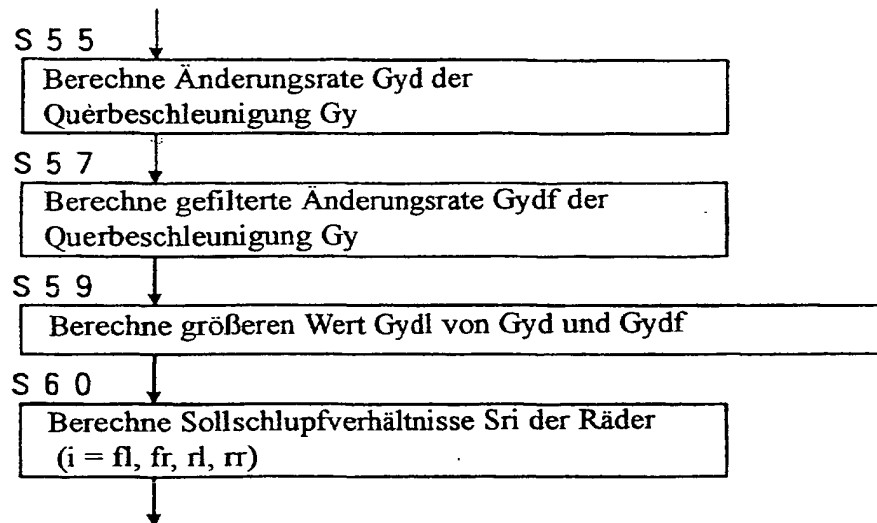 S 5 5
Berechne Änderungsrate Gyd der
Querbeschleunigung Gy
S 5 7
Berechne gefilterte Änderungsrate Gydf der
Querbeschleunigung Gy
S 5 9
Berechne größeren Wert Gydl von Gyd und Gydf
S 6 0
Berechne Sollschlupfverhältnisse Sri der Räder
(i = fl, fr, rl, rr)